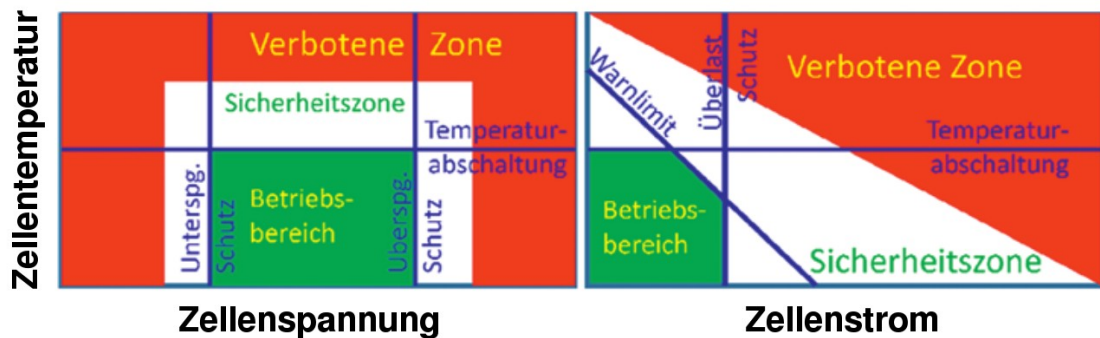 Zellentemperatur
Verbotene Zone
Sicherheitszone
Temperatur-
abschaltung
Unterspg.
Schutz
Betriebs-
bereich
Überspg.
Schutz
Zellenspannung
Warnlimit
Überlast
Schutz
Verbotene Zone
Temperatur-
abschaltung
Betriebs-
bereich
Sicherheitszone
Zellenstrom